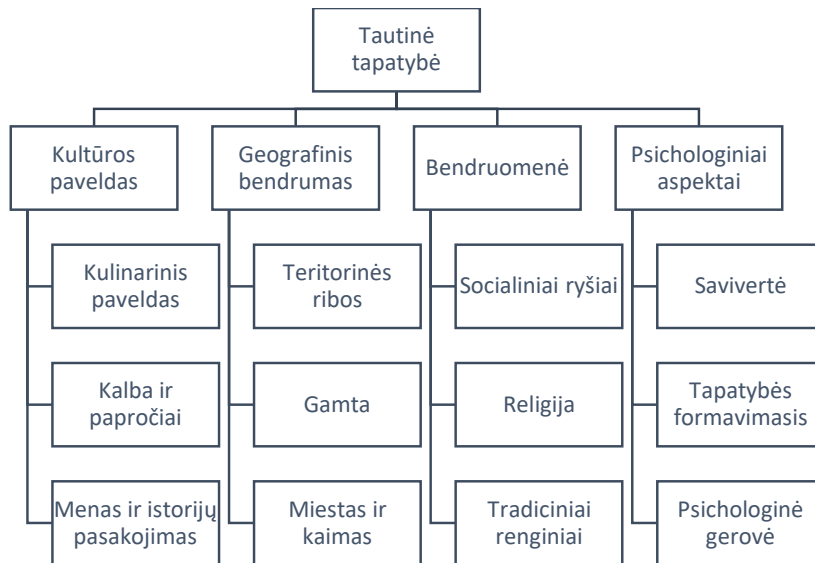 Tautinė
tapatybė
Kultūros
paveldas
Geografinis
bendrumas
Bendruomenė
Psichologiniai
aspektai
Kulinarinis
paveldas
Teritorinės
ribos
Socialiniai ryšiai
Savivertė
Kalba ir
papročiai
Gamta
Religija
Tapatybės
formavimasis
Menas ir istorijų
pasakojimas
Miestas ir
kaimas
Tradiciniai
renginiai
Psichologinė
gerovė